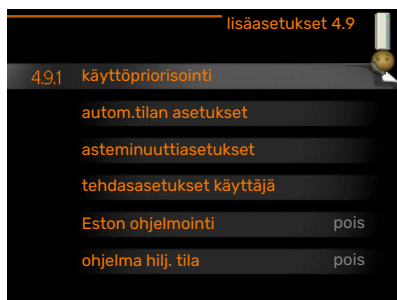 lisäasetukset 4.9
4.9.1 käyttöpriorisointi
autom.tilan asetukset
asteminuuttiasetukset
tehdasasetukset käyttäjä
Eston ohjelmointi pois
ohjelma hilj. tila pois